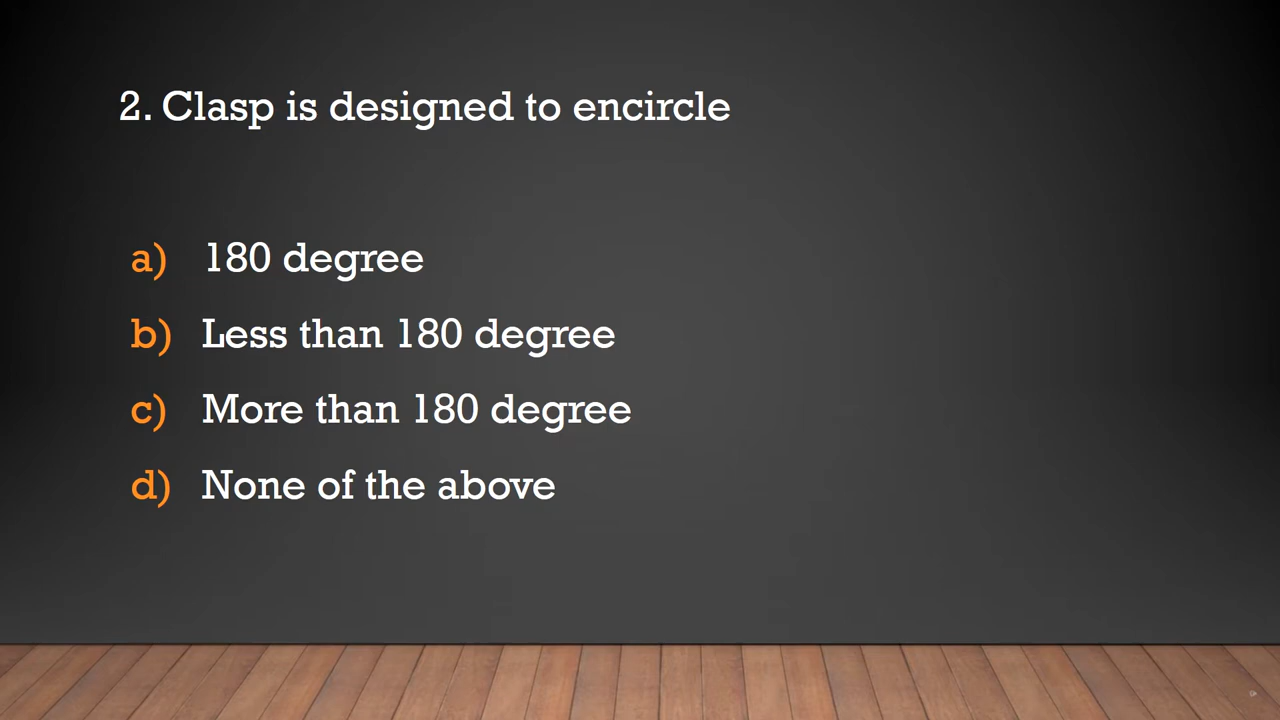 2. Clasp is designed to encircle
a) 180 degree
b) Less than 180 degree
c) More than 180 degree
d) None of the above